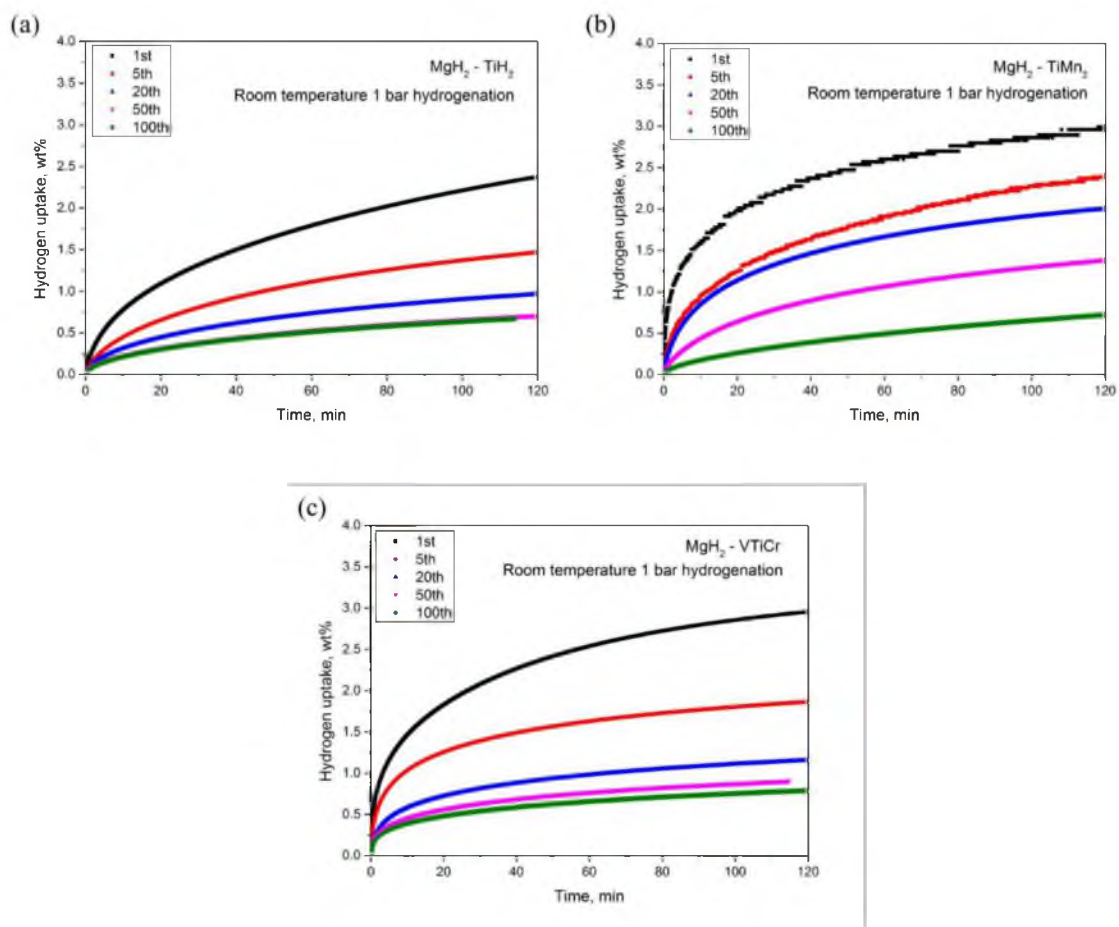 (a)
4.0
3.5
3.0
2.5
2.0
1.5
1.0
0.5
0.0
Hydrogen uptake, wt%
1st
5th
20th
50th
100th
MgH₂ - TiH₂
Room temperature 1 bar hydrogenation
0 20 40 60 80 100 120
Time, min
(b)
4.0
3.5
3.0
2.5
2.0
1.5
1.0
0.5
0.0
Hydrogen uptake, wt%
1st
5th
20th
50th
100th
MgH₂ - TiMn₂
Room temperature 1 bar hydrogenation
0 20 40 60 80 100 120
Time, min
(c)
4.0
3.5
3.0
2.5
2.0
1.5
1.0
0.5
0.0
Hydrogen uptake, wt%
1st
5th
20th
50th
100th
MgH₂ - VTiCr
Room temperature 1 bar hydrogenation
0 20 40 60 80 100 120
Time, min